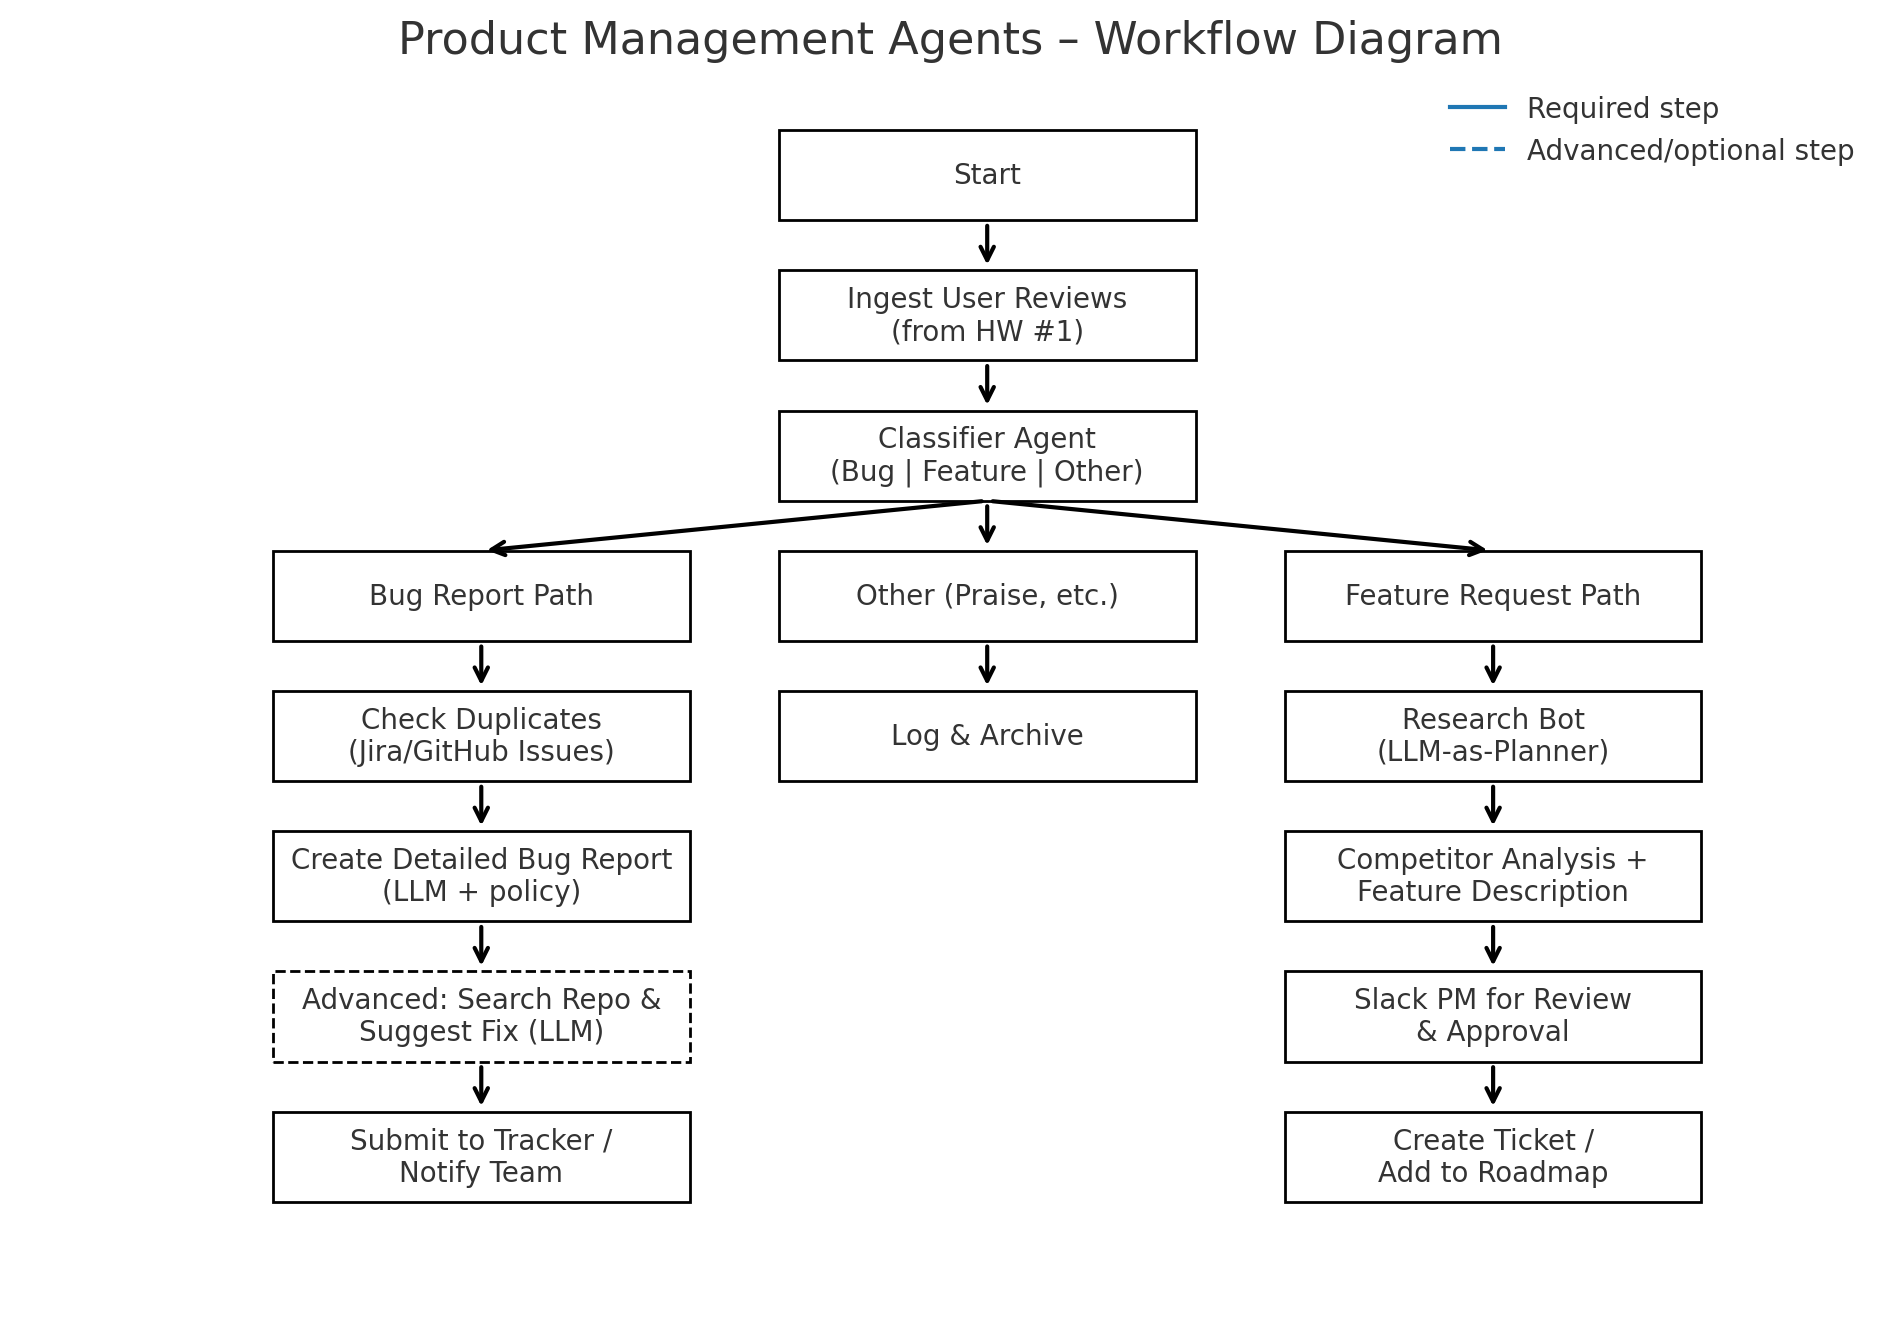 Product Management Agents – Workflow Diagram
Required step
Advanced/optional step
Start
Ingest User Reviews
(from HW #1)
Classifier Agent
(Bug | Feature | Other)
Bug Report Path
Other (Praise, etc.)
Feature Request Path
Check Duplicates
(Jira/GitHub Issues)
Log & Archive
Research Bot
(LLM-as-Planner)
Create Detailed Bug Report
(LLM + policy)
Competitor Analysis +
Feature Description
Advanced: Search Repo &
Suggest Fix (LLM)
Slack PM for Review
& Approval
Submit to Tracker /
Notify Team
Create Ticket /
Add to Roadmap